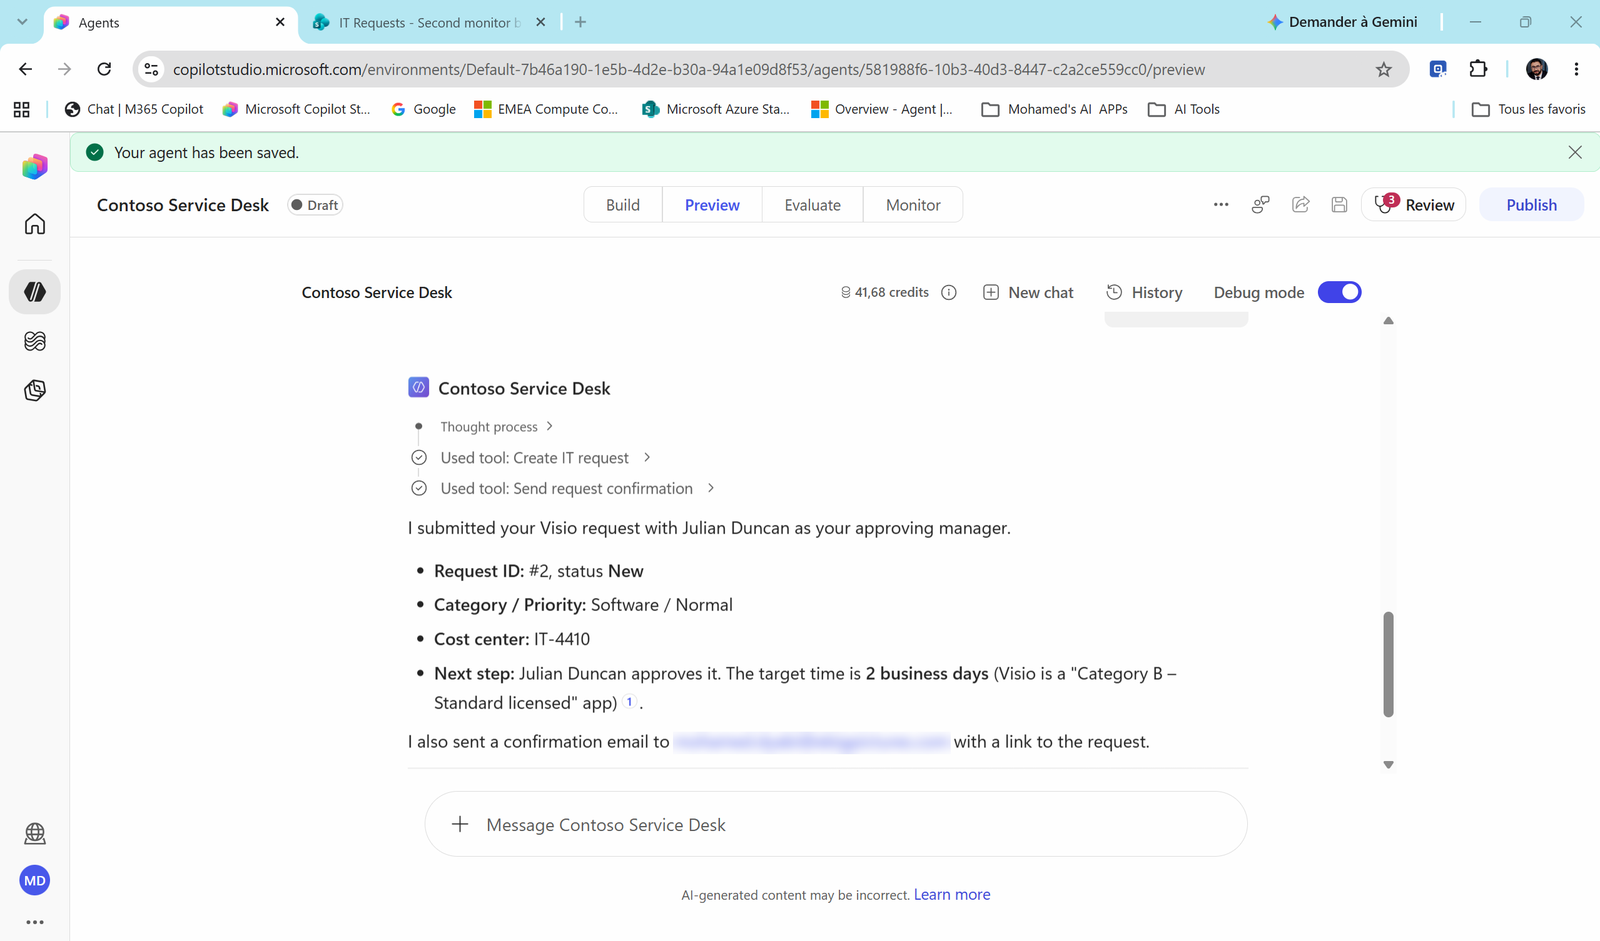 Agents
IT Requests - Second monitor
Demander à Gemini
copilotstudio.microsoft.com/environments/Default-7b46a190-1e5b-4d2e-b30a-94a1e09d8f53/agents/581988f6-10b3-40d3-8447-c2a2ce559cc0/preview
Chat | M365 Copilot
Microsoft Copilot St...
Google
EMEA Compute Co...
Microsoft Azure Sta...
Overview - Agent |...
Mohamed's AI APPs
AI Tools
Tous les favoris
Your agent has been saved.
Contoso Service Desk
Draft
Build
Preview
Evaluate
Monitor
3
Review
Publish
Contoso Service Desk
41,68 credits
New chat
History
Debug mode
Contoso Service Desk
Thought process
Used tool: Create IT request
Used tool: Send request confirmation
I submitted your Visio request with Julian Duncan as your approving manager.
• Request ID: #2, status New
• Category / Priority: Software / Normal
• Cost center: IT-4410
• Next step: Julian Duncan approves it. The target time is 2 business days (Visio is a "Category B –
Standard licensed" app) 1 .
I also sent a confirmation email to with a link to the request.
Message Contoso Service Desk
MD
AI-generated content may be incorrect. Learn more